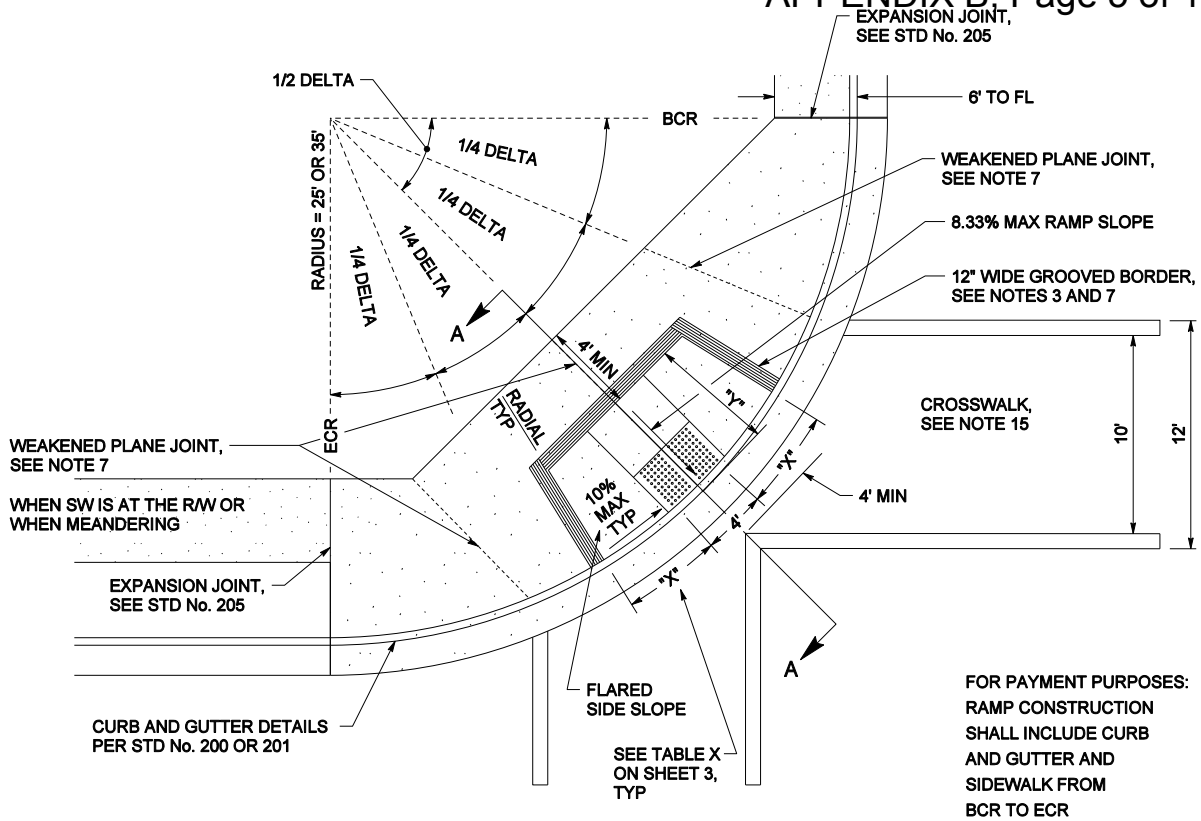 EXPANSION JOINT,
SEE STD No. 205
1/2 DELTA
6' TO FL
BCR
1/4 DELTA
WEAKENED PLANE JOINT,
SEE NOTE 7
RADIUS = 25' OR 35'
1/4 DELTA
1/4 DELTA
1/4 DELTA
8.33% MAX RAMP SLOPE
12" WIDE GROOVED BORDER,
SEE NOTES 3 AND 7
A
4' MIN
"Y"
RADIAL
TYP
CROSSWALK,
SEE NOTE 15
10'
12'
ECR
WEAKENED PLANE JOINT,
SEE NOTE 7
WHEN SW IS AT THE R/W OR
WHEN MEANDERING
10%
MAX
TYP
"X"
4' MIN
4'
"X"
EXPANSION JOINT,
SEE STD No. 205
A
FLARED
SIDE SLOPE
CURB AND GUTTER DETAILS
PER STD No. 200 OR 201
SEE TABLE X
ON SHEET 3,
TYP
FOR PAYMENT PURPOSES:
RAMP CONSTRUCTION
SHALL INCLUDE CURB
AND GUTTER AND
SIDEWALK FROM
BCR TO ECR